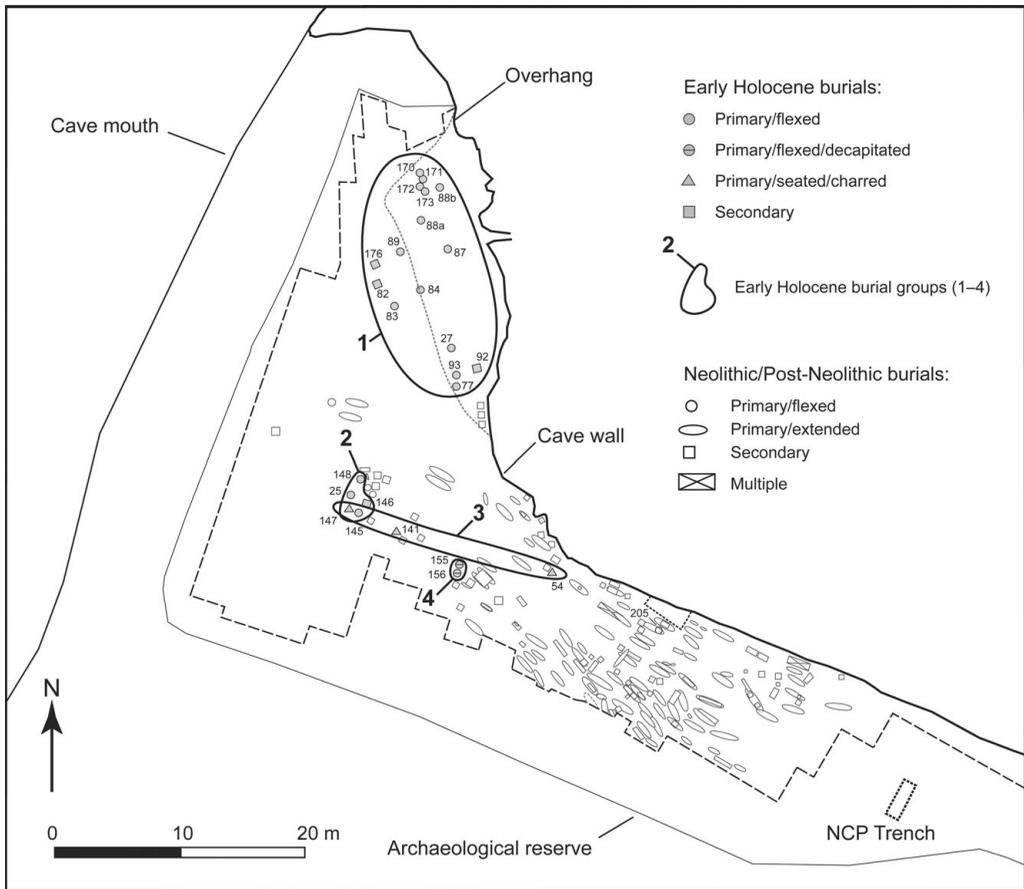 Cave mouth
Overhang
Early Holocene burials:
Primary/flexed
Primary/flexed/decapitated
Primary/seated/charred
Secondary
2
Early Holocene burial groups (1–4)
Neolithic/Post-Neolithic burials:
Primary/flexed
Primary/extended
Secondary
Multiple
170
171
172
173
88b
88a
89
87
176
82
84
83
1
27
92
93
77
Cave wall
2
148
25
146
147
145
141
3
155
156
4
54
205
N
0 10 20 m
Archaeological reserve
NCP Trench